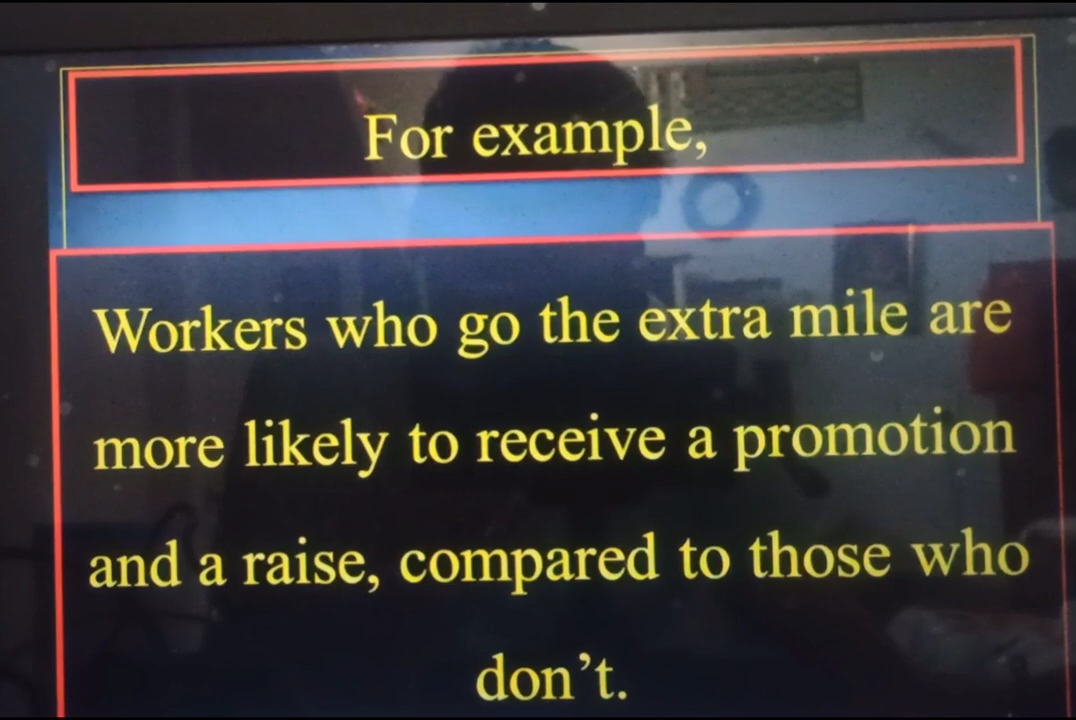 For example,
Workers who go the extra mile are
more likely to receive a promotion
and a raise, compared to those who
don’t.